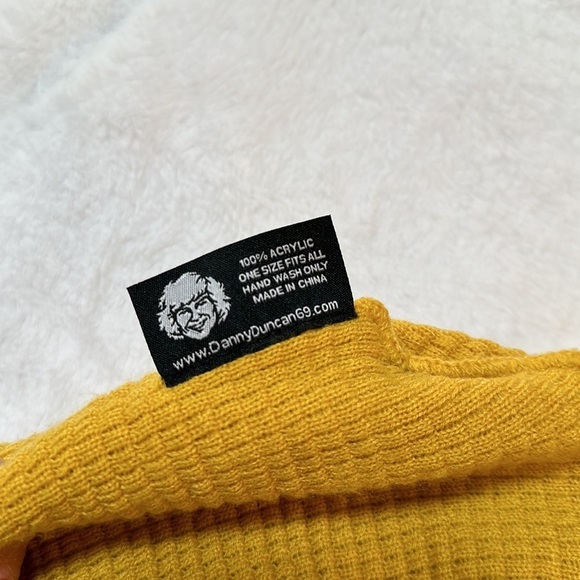 100% ACRYLIC
ONE SIZE FITS ALL
HAND WASH ONLY
MADE IN CHINA
www.DannyDuncan69.com